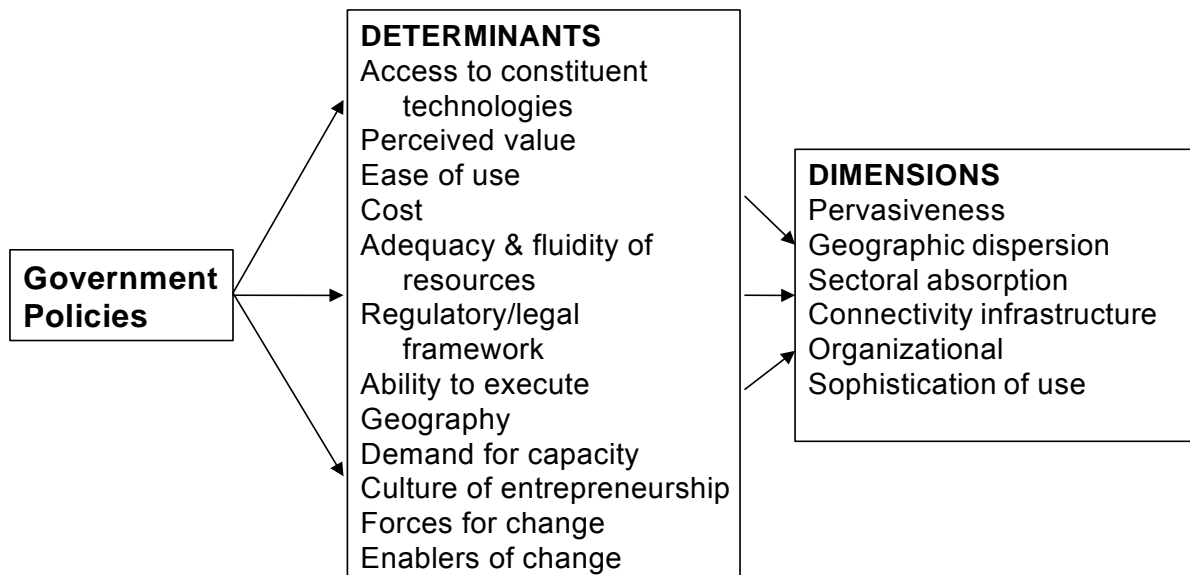 Government
Policies
DETERMINANTS
Access to constituent
technologies
Perceived value
Ease of use
Cost
Adequacy & fluidity of
resources
Regulatory/legal
framework
Ability to execute
Geography
Demand for capacity
Culture of entrepreneurship
Forces for change
Enablers of change
DIMENSIONS
Pervasiveness
Geographic dispersion
Sectoral absorption
Connectivity infrastructure
Organizational
Sophistication of use